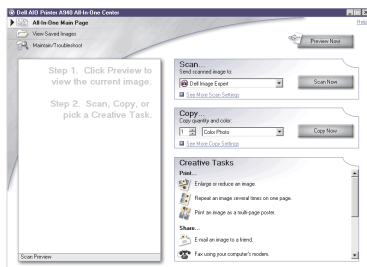 Dell AIO Printer A940 All-In-One Center
All-In-One Main Page
Help
View Saved Images
Maintain/Troubleshoot
Preview Now
Step 1. Click Preview to
view the current image.
Step 2. Scan, Copy, or
pick a Creative Task.
Scan Preview
Scan...
Send scanned image to:
Dell Image Expert
Scan Now
See More Scan Settings
Copy...
Copy quantity and color:
1
Color Photo
Copy Now
See More Copy Settings
Creative Tasks
Print...
Enlarge or reduce an image.
Repeat an image several times on one page.
Print an image as a multi-page poster.
Share...
E-mail an image to a friend.
Fax using your computer's modem.